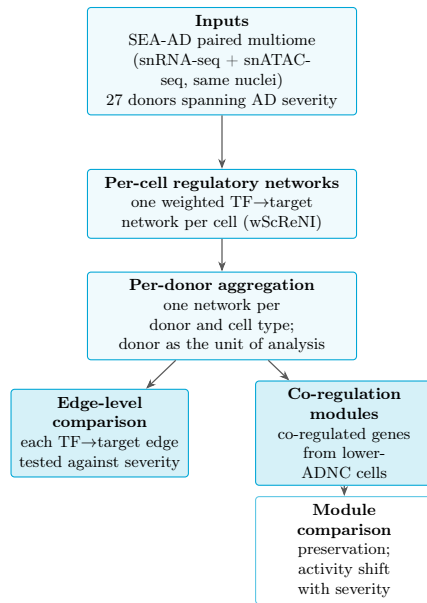 Inputs
SEA-AD paired multiome
(snRNA-seq + snATAC-
seq, same nuclei)
27 donors spanning AD severity
Per-cell regulatory networks
one weighted TF→target
network per cell (wScReNI)
Per-donor aggregation
one network per
donor and cell type;
donor as the unit of analysis
Edge-level
comparison
each TF→target edge
tested against severity
Co-regulation
modules
co-regulated genes
from lower-
ADNC cells
Module
comparison
preservation;
activity shift
with severity